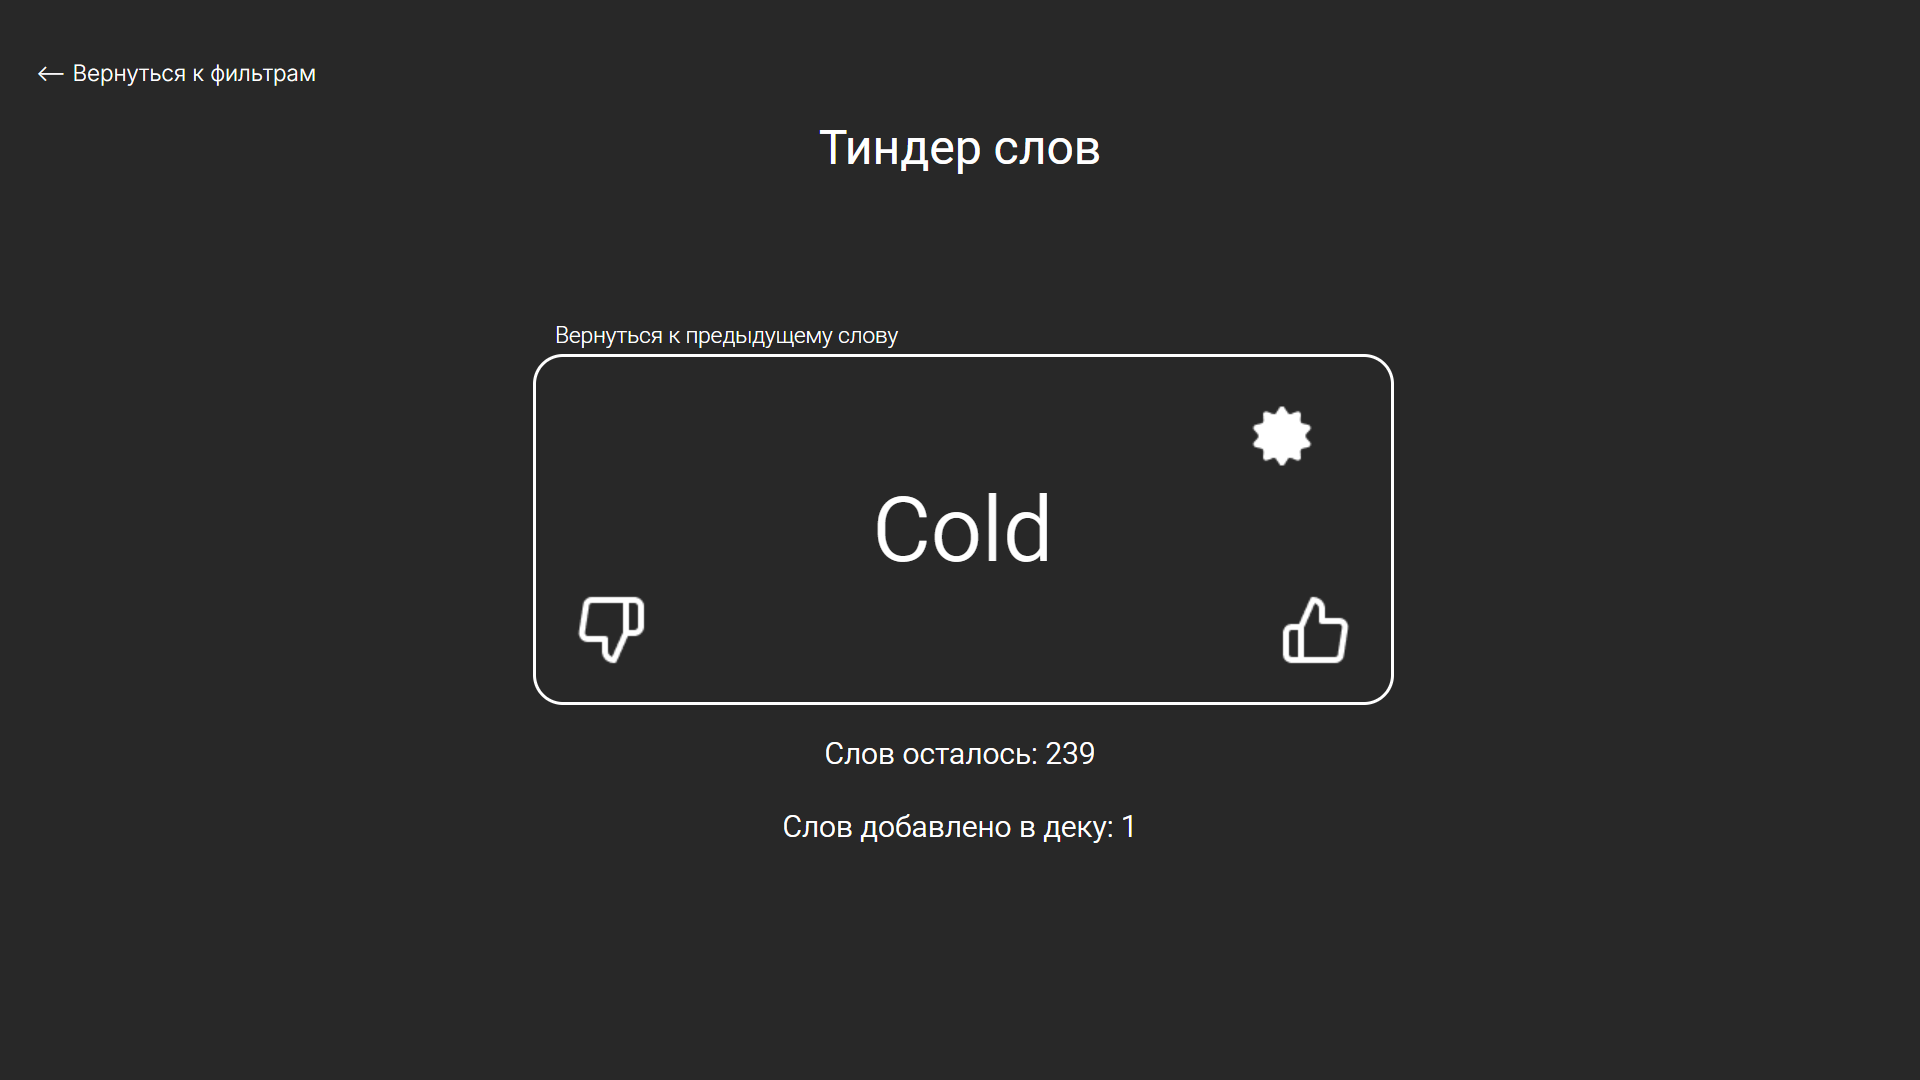 Вернуться к фильтрам
Тиндер слов
Вернуться к предыдущему слову
Cold
Слов осталось: 239
Слов добавлено в деку: 1